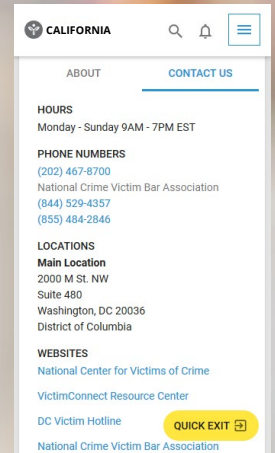 CALIFORNIA
ABOUT
CONTACT US
HOURS
Monday - Sunday 9AM - 7PM EST
PHONE NUMBERS
(202) 467-8700
National Crime Victim Bar Association
(844) 529-4357
(855) 484-2846
LOCATIONS
Main Location
2000 M St. NW
Suite 480
Washington, DC 20036
District of Columbia
WEBSITES
National Center for Victims of Crime
VictimConnect Resource Center
DC Victim Hotline
QUICK EXIT
National Crime Victim Bar Association